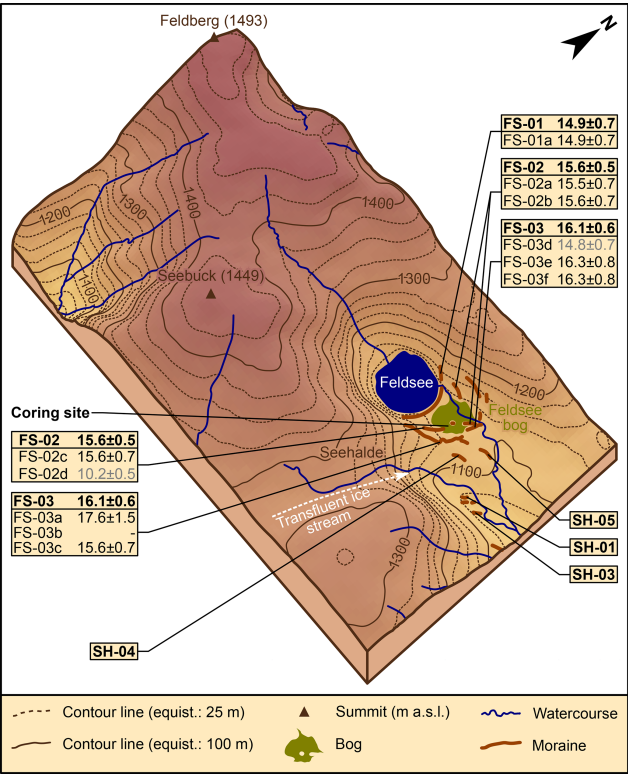 Feldberg (1493)
N
FS-01 14.9±0.7
FS-01a 14.9±0.7
FS-02 15.6±0.5
FS-02a 15.5±0.7
FS-02b 15.6±0.7
FS-03 16.1±0.6
FS-03d 14.8±0.7
FS-03e 16.3±0.8
FS-03f 16.3±0.8
1200
1300
1400
1400
1100
Seebuck (1449)
1300
1200
Feldsee
Feldsee
bog
Coring site
FS-02 15.6±0.5
FS-02c 15.6±0.7
FS-02d 10.2±0.5
Seehalde
1100
FS-03 16.1±0.6
FS-03a 17.6±1.5
FS-03b -
FS-03c 15.6±0.7
Transfluent ice
stream
1300
SH-05
SH-01
SH-03
SH-04
Contour line (equist.: 25 m)
Summit (m a.s.l.)
Watercourse
Contour line (equist.: 100 m)
Bog
Moraine